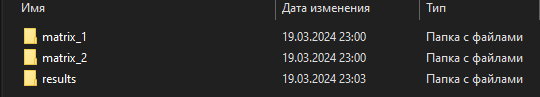 Имя Дата изменения Тип
matrix_1 19.03.2024 23:00 Папка с файлами
matrix_2 19.03.2024 23:00 Папка с файлами
results 19.03.2024 23:03 Папка с файлами